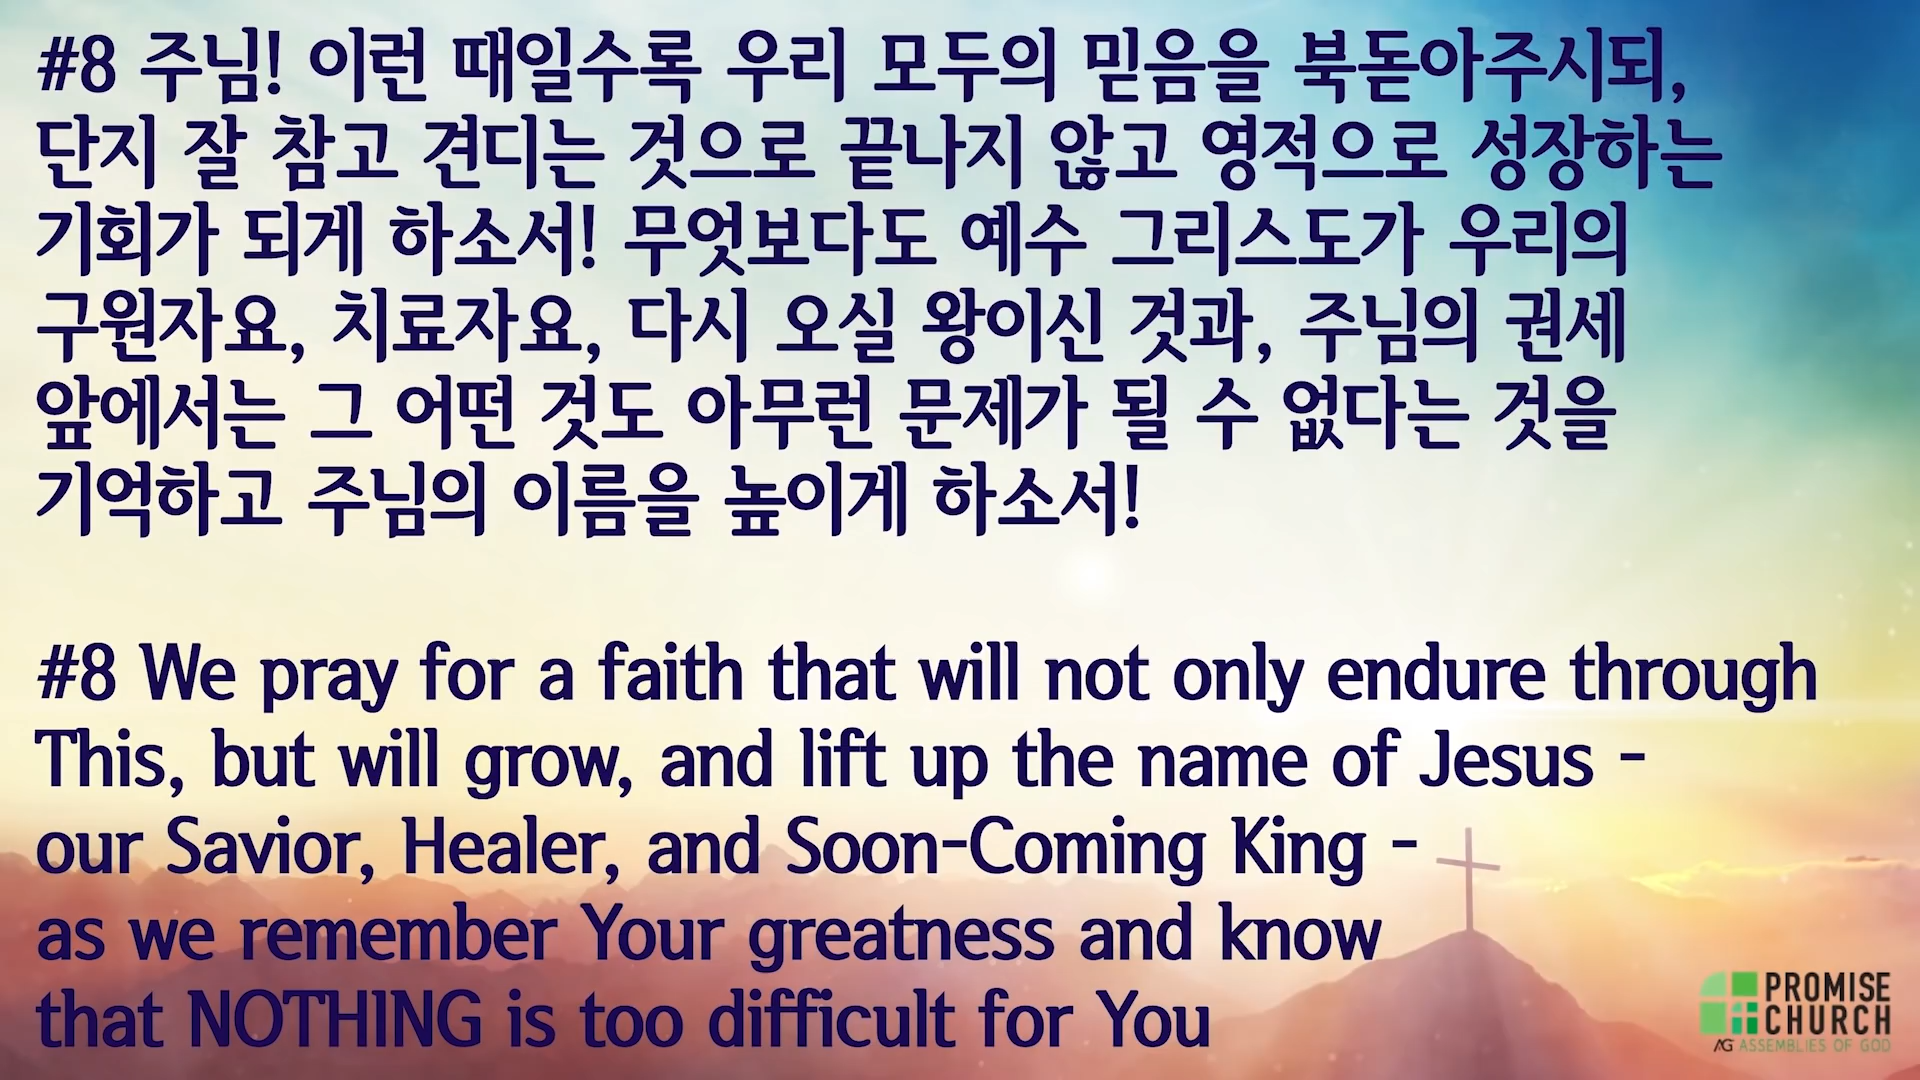 #8 주님! 이런 때일수록 우리 모두의 믿음을 북돋아주시되,
단지 잘 참고 견디는 것으로 끝나지 않고 영적으로 성장하는
기회가 되게 하소서! 무엇보다도 예수 그리스도가 우리의
구원자요, 치료자요, 다시 오실 왕이신 것과, 주님의 권세
앞에서는 그 어떤 것도 아무런 문제가 될 수 없다는 것을
기억하고 주님의 이름을 높이게 하소서!
#8 We pray for a faith that will not only endure through
This, but will grow, and lift up the name of Jesus -
our Savior, Healer, and Soon-Coming King -
as we remember Your greatness and know
that NOTHING is too difficult for You
PROMISE
CHURCH
AG ASSEMBLIES OF GOD